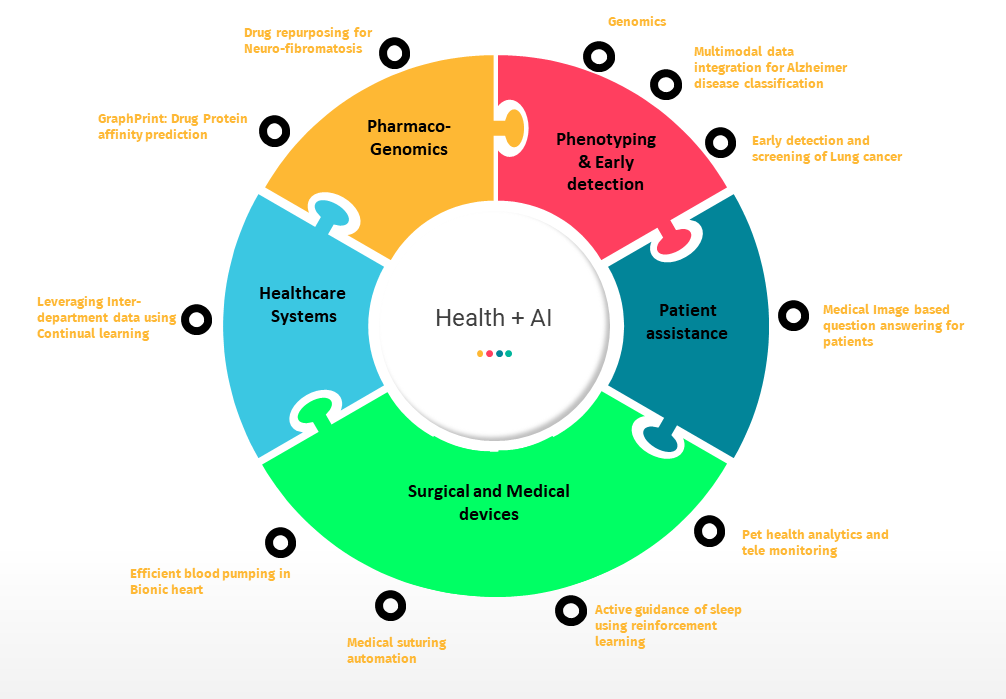 Genomics
Drug repurposing for
Neuro-fibromatosis
Multimodal data
integration for Alzheimer
disease classification
GraphPrint: Drug Protein
affinity prediction
Pharmaco-
Genomics
Phenotyping
& Early
detection
Early detection and
screening of Lung cancer
Leveraging Inter-
department data using
Continual learning
Healthcare
Systems
Health + AI
Patient
assistance
Medical Image based
question answering for
patients
Surgical and Medical
devices
Pet health analytics and
tele monitoring
Efficient blood pumping in
Bionic heart
Active guidance of sleep
using reinforcement
learning
Medical suturing
automation